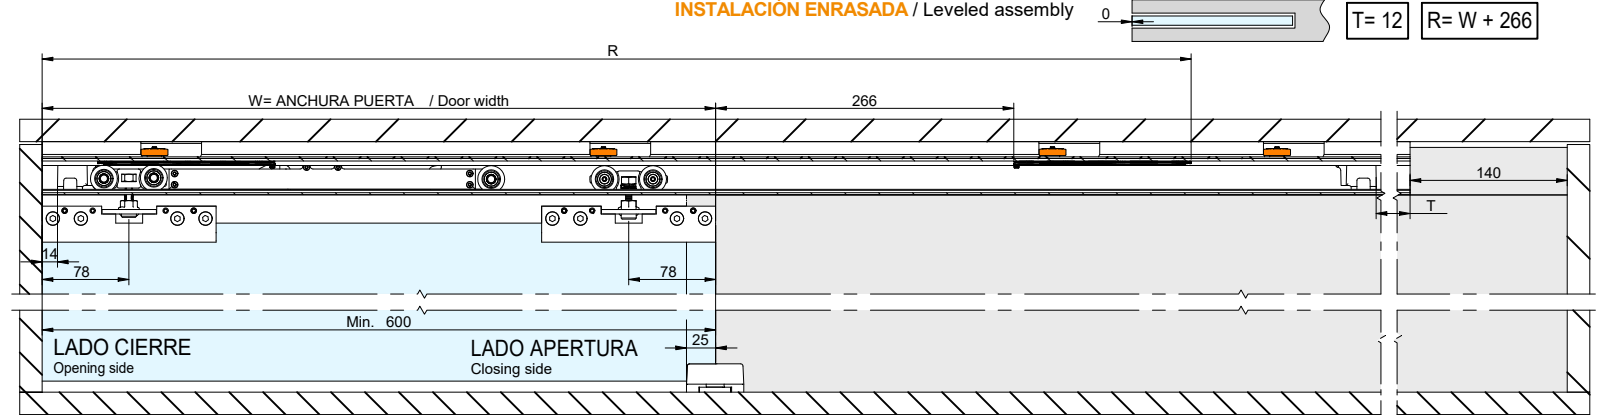 INSTALACIÓN ENRASADA / Leveled assembly
0
T= 12
R= W + 266
R
W= ANCHURA PUERTA / Door width
266
140
T
14
78
78
Min. 600
25
LADO CIERRE
Opening side
LADO APERTURA
Closing side